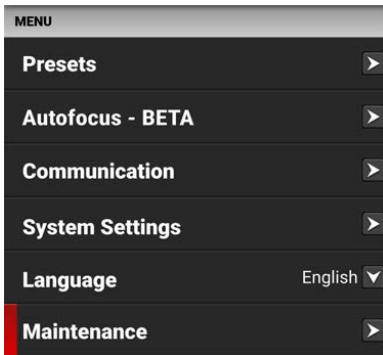 MENU
Presets
Autofocus - BETA
Communication
System Settings
Language English
Maintenance